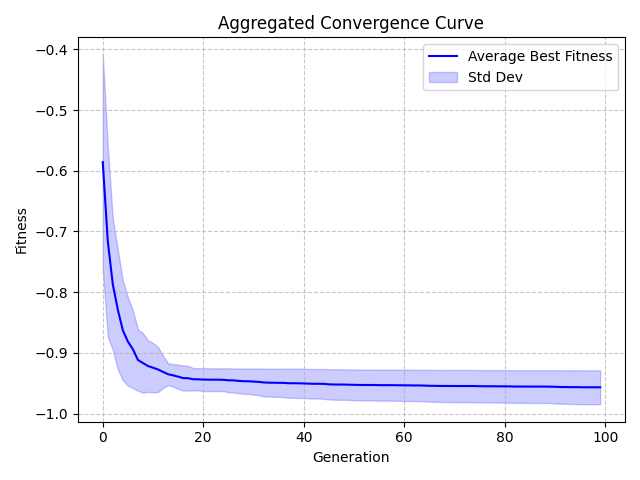 Aggregated Convergence Curve
Average Best Fitness
Std Dev
Fitness
−0.4
−0.5
−0.6
−0.7
−0.8
−0.9
−1.0
0 20 40 60 80 100
Generation